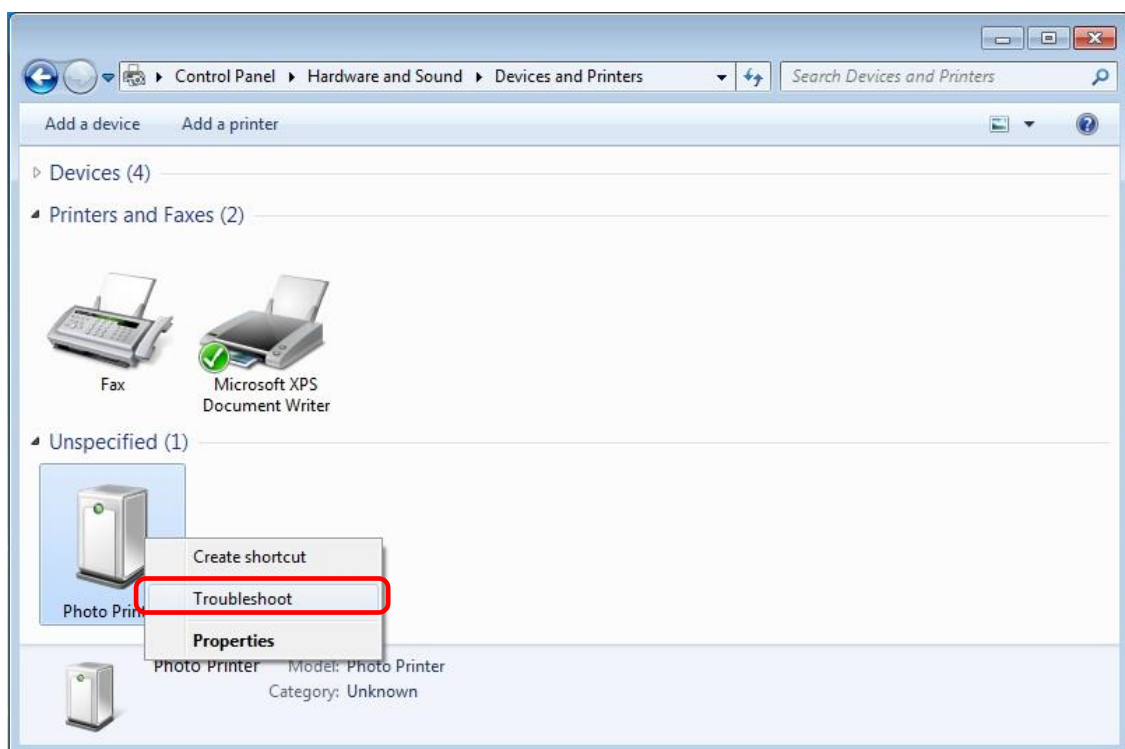 Control Panel ▸ Hardware and Sound ▸ Devices and Printers Search Devices and Printers
Add a device Add a printer
Devices (4)
Printers and Faxes (2)
Fax
Microsoft XPS
Document Writer
Unspecified (1)
Create shortcut
Troubleshoot
Properties
Photo Prin
Photo Printer Model: Photo Printer
Category: Unknown